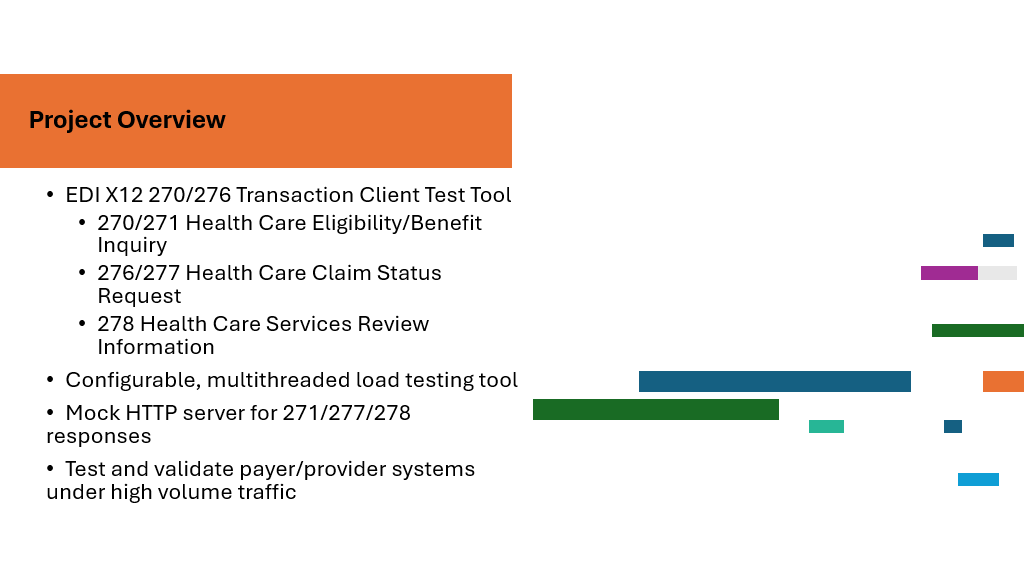 Project Overview
• EDI X12 270/276 Transaction Client Test Tool
• 270/271 Health Care Eligibility/Benefit
Inquiry
• 276/277 Health Care Claim Status
Request
• 278 Health Care Services Review
Information
• Configurable, multithreaded load testing tool
• Mock HTTP server for 271/277/278
responses
• Test and validate payer/provider systems
under high volume traffic